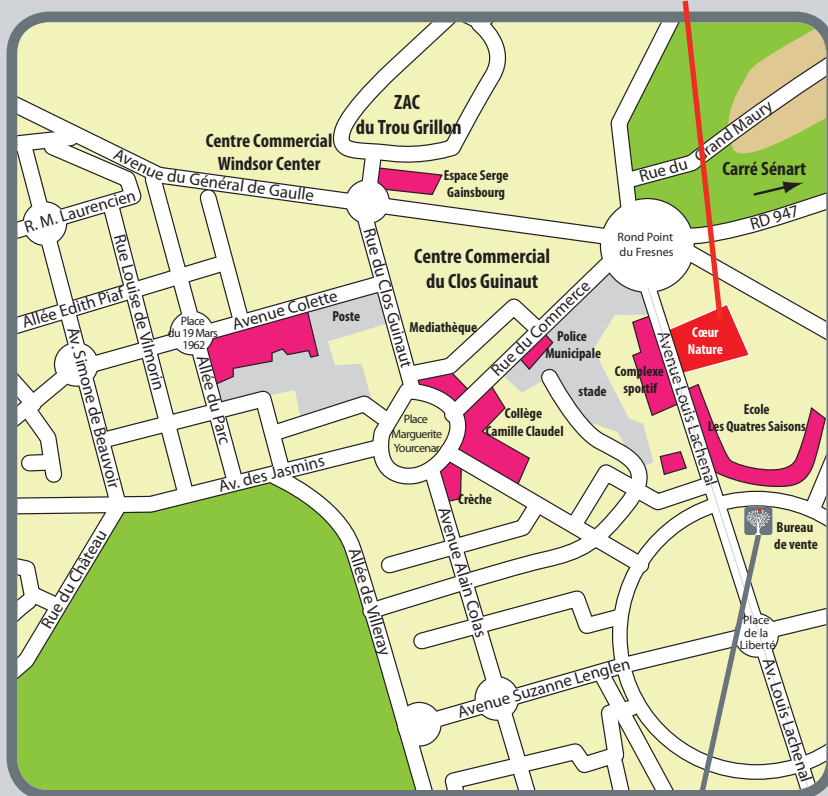 ZAC
du Trou Grillon
Centre Commercial
Windsor Center
Avenue du Général de Gaulle
Espace Serge
Gainsbourg
Rue du Grand Maury
Carré Sénart
RD 947
R. M. Laurencien
Rue Louise de Vilmorin
Rond Point
du Fresnes
Centre Commercial
du Clos Guinaut
Rue du Clos Guinaut
Allée Edith Piaf
Avenue Colette
Place
du 19 Mars
1962
Poste
Mediathèque
Rue du Commerce
Police
Municipale
Cœur
Nature
Av. Simone de Beauvoir
Allée du Parc
Complexe
sportif
stade
Avenue Louis Lachenal
Place
Marguerite
Yourcenar
Collège
Camille Claudel
Ecole
Les Quatres Saisons
Av. des Jasmins
Crèche
Bureau
de vente
Rue du Château
Allée de Villeray
Avenue Alain Colas
Place
de la
Liberté
Avenue Suzanne Lenglen
Av. Louis Lachenal